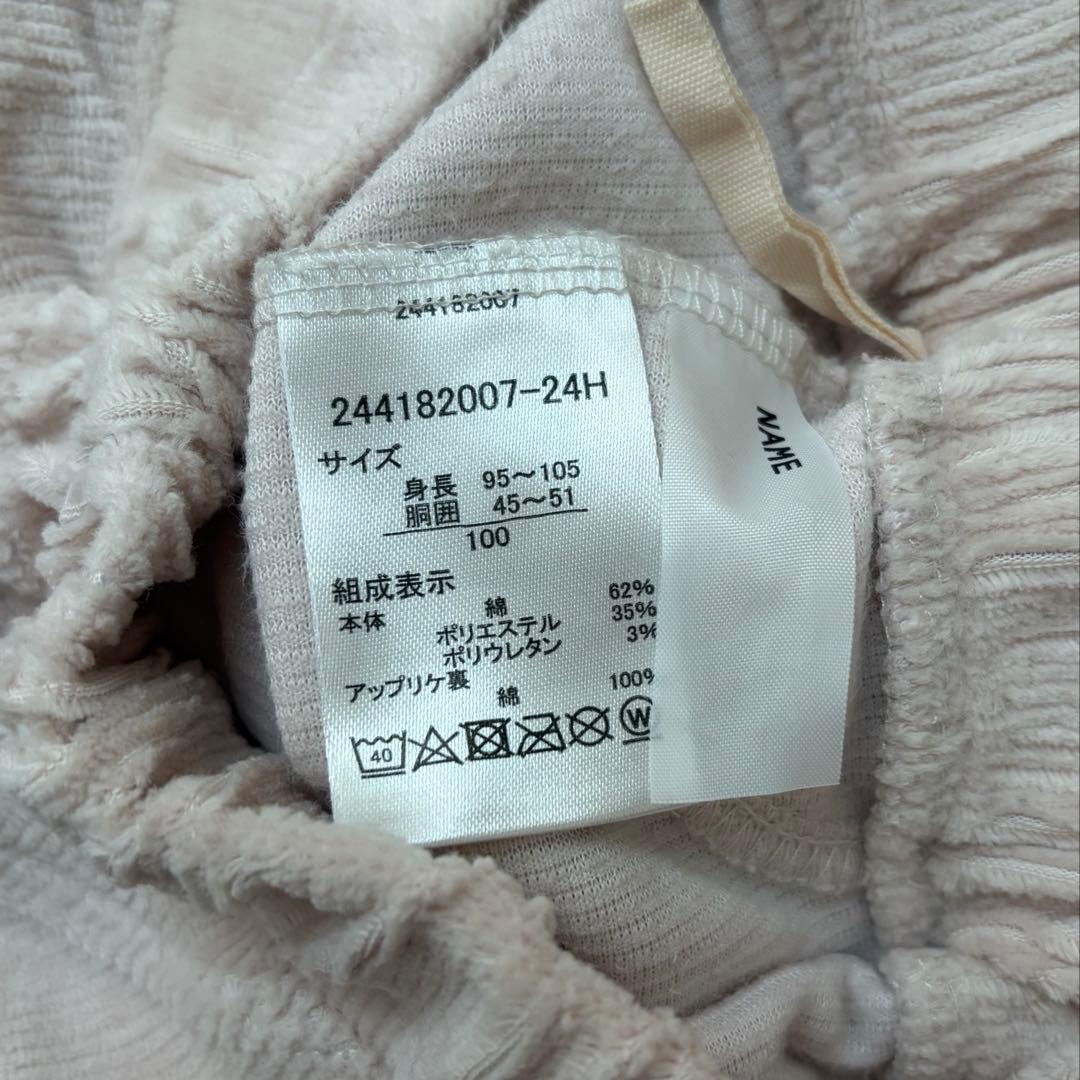 244182007
244182007-24H
サイズ
身長 95～105
胴囲 45～51
100
組成表示
本体 綿 62%
ポリエステル 35%
ポリウレタン 3%
アップリケ裏
綿 100%
40 W
NAME